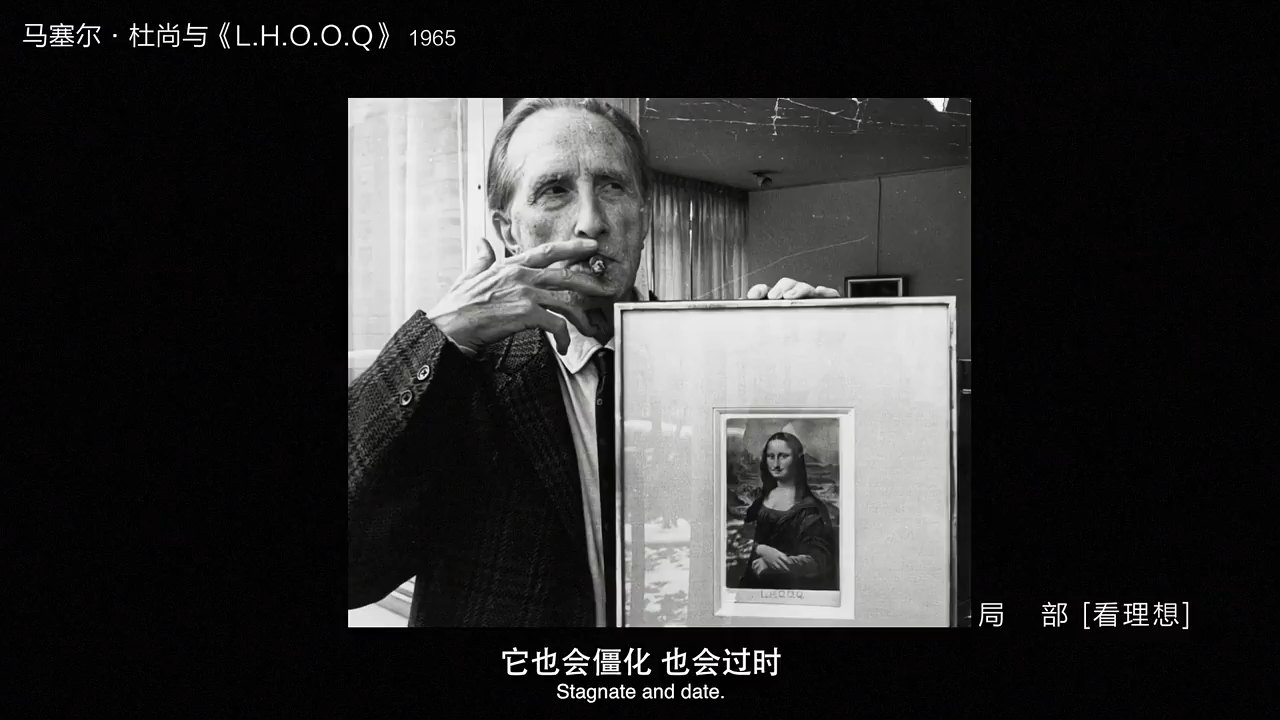 马塞尔·杜尚与《L.H.O.O.Q》 1965
L.H.O.O.Q
局 部 [看理想]
它也会僵化 也会过时
Stagnate and date.